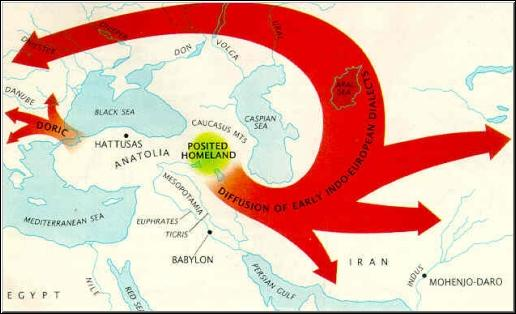 DNIESTER
DNIEPER
DON
VOLGA
URAL
ARAL
SEA
DANUBE
BLACK SEA
CASPIAN
SEA
CAUCASUS MTS
DORIC
HATTUSAS
ANATOLIA
POSITED
HOMELAND
DIFFUSION OF EARLY INDO-EUROPEAN DIALECTS
MESOPOTAMIA
MEDITERRANEAN SEA
EUPHRATES
TIGRIS
BABYLON
IRAN
PERSIAN GULF
INDUS
MOHENJO-DARO
EGYPT
NILE
RED SEA